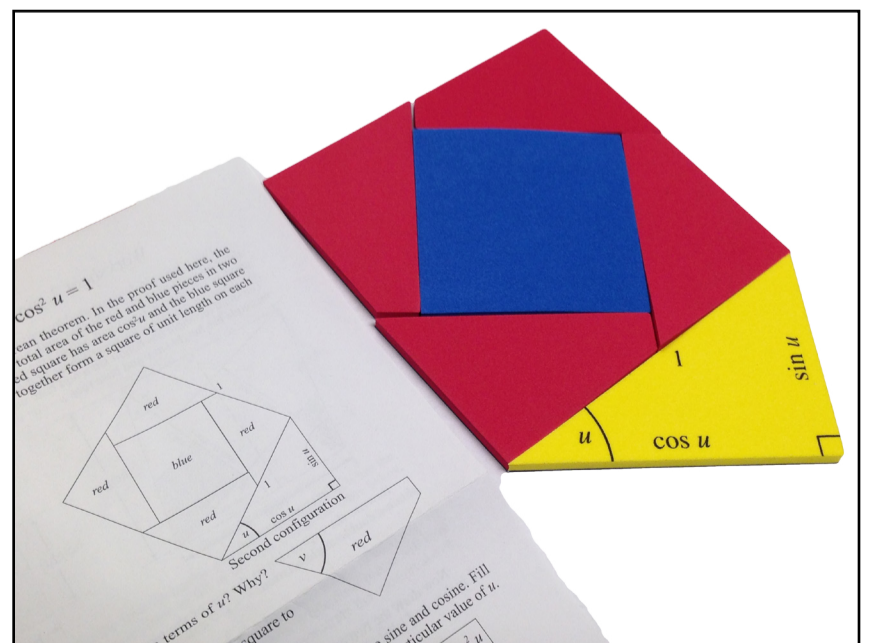 cos² u = 1
ean theorem. In the proof used here, the
total area of the red and blue pieces in two
ed square has area cos²u and the blue square
together form a square of unit length on each
red
1
red
blue
red
red
1
sin u
u
cos u
Second configuration
v
red
terms of u? Why?
quare to
sine and cosine. Fill
ticular value of u.
² u
1
sin u
u
cos u